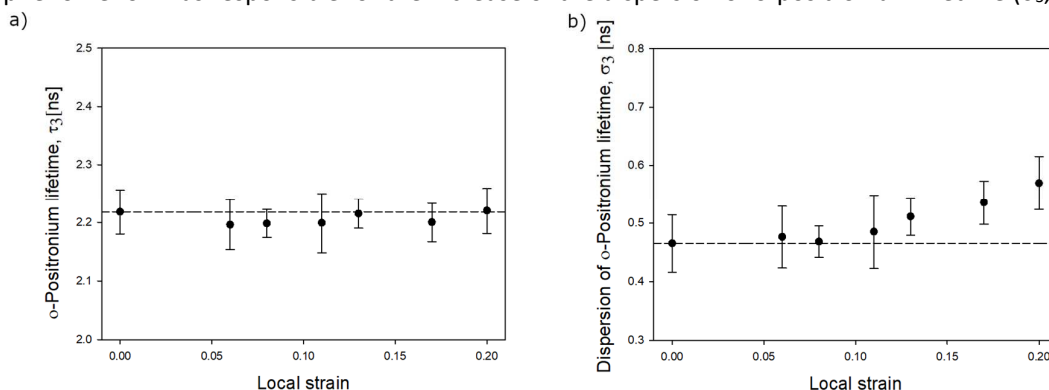 a)
2.5
2.4
2.3
2.2
2.1
2.0
0.00 0.05 0.10 0.15 0.20
Local strain
ο-Positronium lifetime, τ3 [ns]
b)
0.8
0.7
0.6
0.5
0.4
0.3
0.00 0.05 0.10 0.15 0.20
Local strain
Dispersion of ο-Positronium lifetime, σ3 [ns]